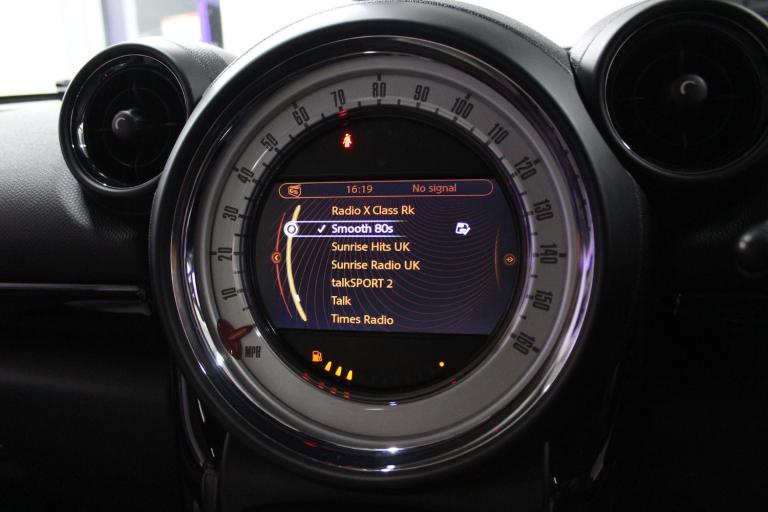 10
20
30
40
50
60
70
80
90
100
110
120
130
140
150
160
MPH
16:19 No signal
Radio X Class Rk
Smooth 80s
Sunrise Hits UK
Sunrise Radio UK
talkSPORT 2
Talk
Times Radio